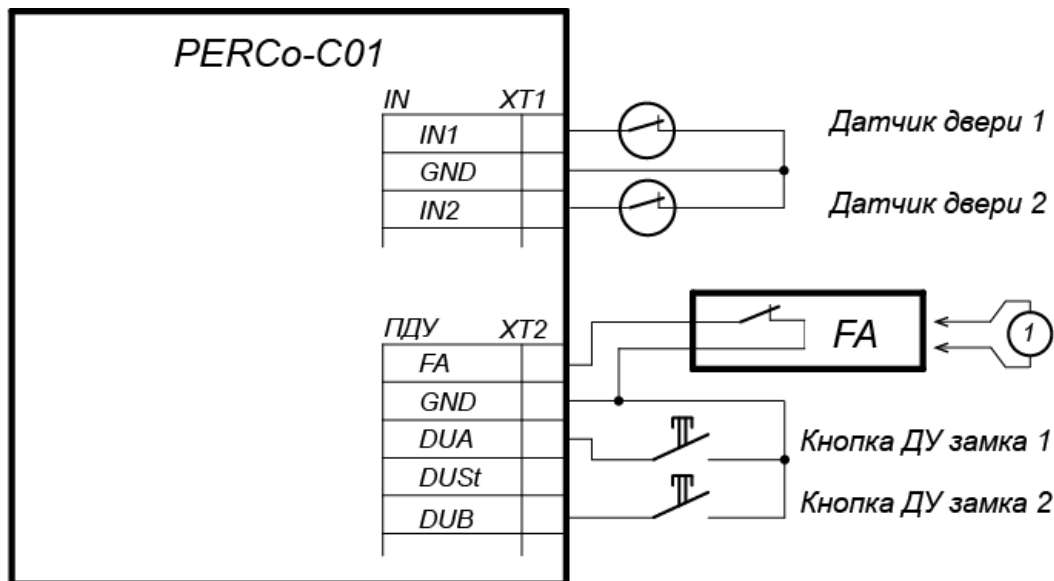 PERCo-C01
IN XT1
IN1
GND
IN2
Датчик двери 1
Датчик двери 2
ПДУ XT2
FA
GND
DUA
DUSt
DUB
FA
1
Кнопка ДУ замка 1
Кнопка ДУ замка 2